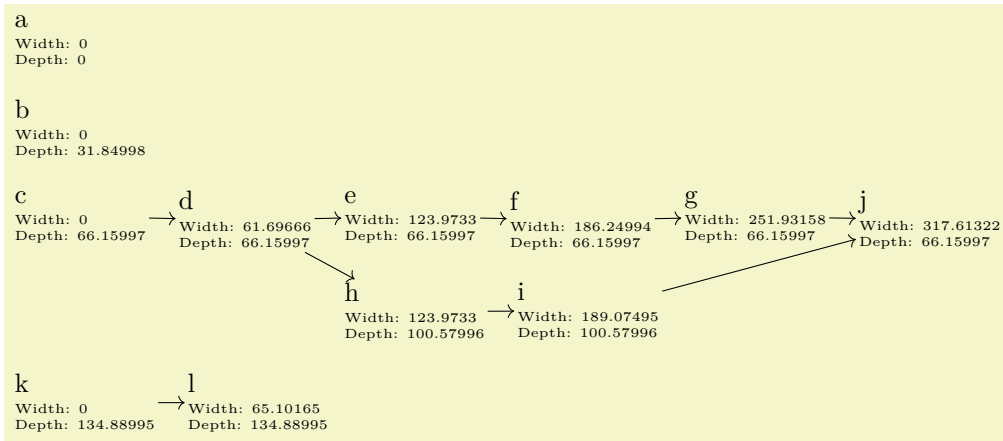 a
Width: 0
Depth: 0
b
Width: 0
Depth: 31.84998
c
Width: 0
Depth: 66.15997
d
Width: 61.69666
Depth: 66.15997
e
Width: 123.9733
Depth: 66.15997
f
Width: 186.24994
Depth: 66.15997
g
Width: 251.93158
Depth: 66.15997
j
Width: 317.61322
Depth: 66.15997
h
Width: 123.9733
Depth: 100.57996
i
Width: 189.07495
Depth: 100.57996
k
Width: 0
Depth: 134.88995
l
Width: 65.10165
Depth: 134.88995